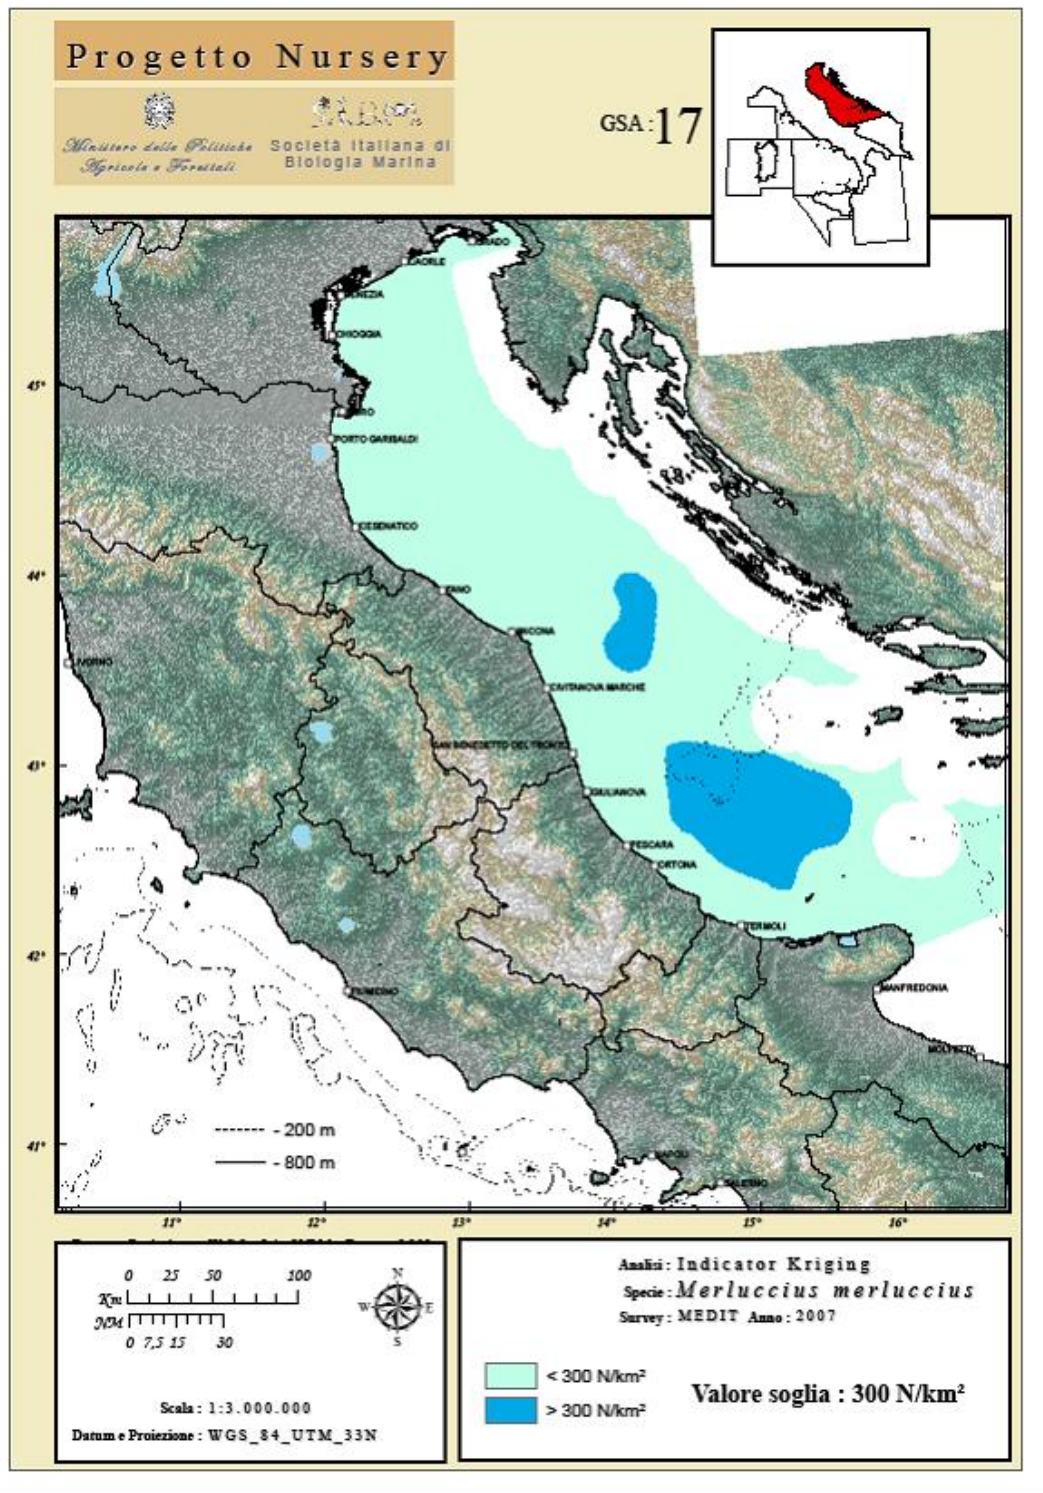 Progetto Nursery
Ministero delle Politiche
Agricole e Forestali
Società Italiana di
Biologia Marina
GSA : 17
GRADO
CAORLE
VENEZIA
CHIOGGIA
45°
PORTO GARIBALDI
CESENATICO
44°
FANO
ANCONA
LIVORNO
CIVITANOVA MARCHE
SAN BENEDETTO DEL TRONTO
43°
GIULIANOVA
PESCARA
ORTONA
TERMOLI
42°
FIUMICINO
MANFREDONIA
MOLFETTA
- 200 m
41°
NAPOLI
- 800 m
SALERNO
11° 12° 13° 14° 15° 16°
0 25 50 100
Km
NM
0 7,5 15 30
N
W E
S
Scala : 1:3.000.000
Datum e Proiezione : WGS_84_UTM_33N
Analisi : Indicator Kriging
Specie : Merluccius merluccius
Survey : MEDIT Anno : 2007
< 300 N/km²
> 300 N/km²
Valore soglia : 300 N/km²